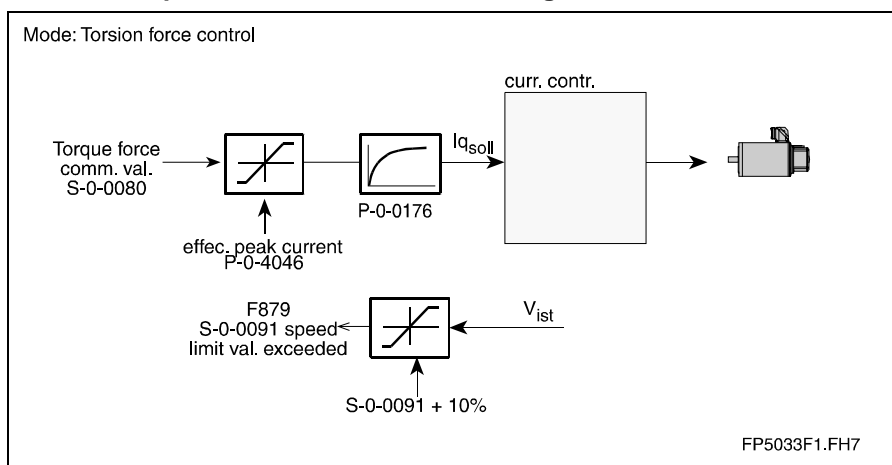 Mode: Torsion force control
curr. contr.
Torque force
comm. val.
S-0-0080
Iqsoll
P-0-0176
effec. peak current
P-0-4046
F879
S-0-0091 speed
limit val. exceeded
Vist
S-0-0091 + 10%
FP5033F1.FH7